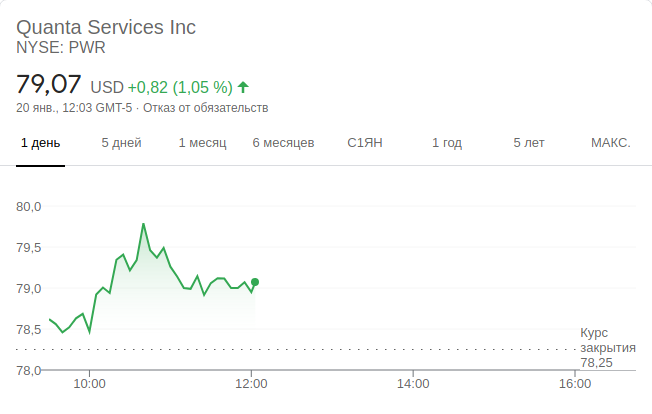 Quanta Services Inc
NYSE: PWR
79,07 USD +0,82 (1,05 %)
20 янв., 12:03 GMT-5 · Отказ от обязательств
1 день 5 дней 1 месяц 6 месяцев С1ЯН 1 год 5 лет МАКС.
80,0
79,5
79,0
78,5
78,0
Курс
закрытия
78,25
10:00 12:00 14:00 16:00